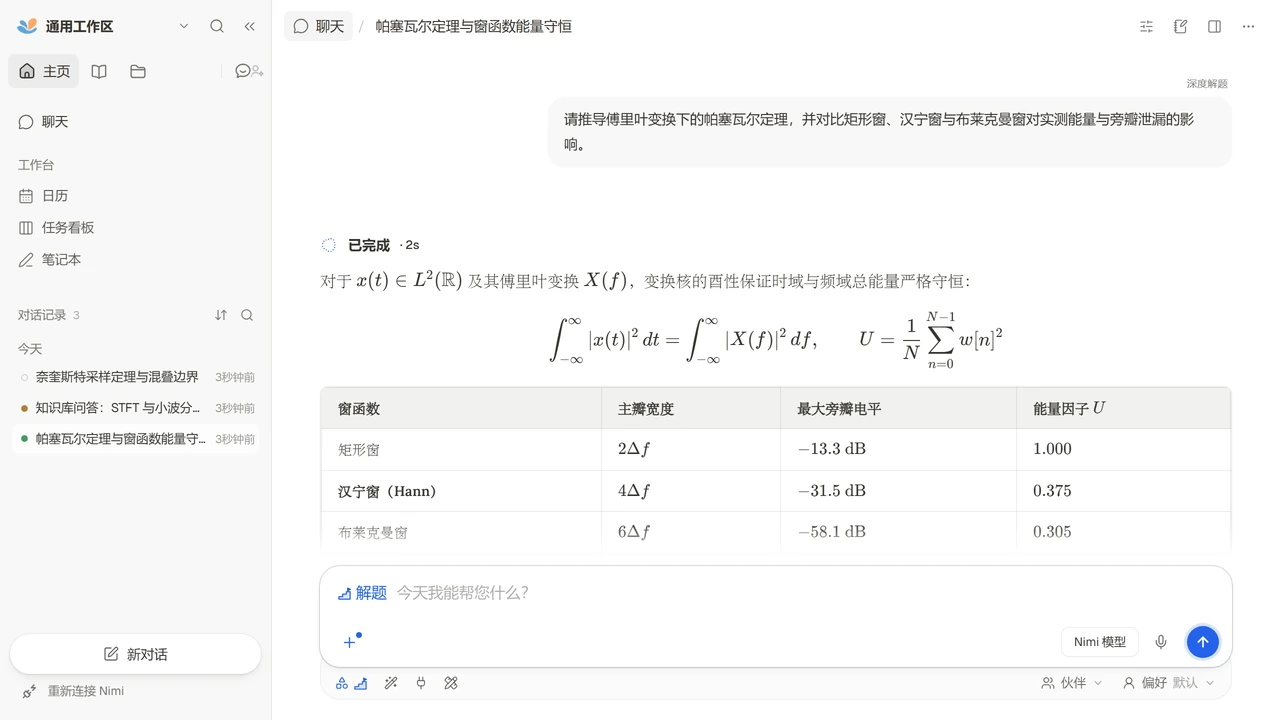 通用工作区
主页
聊天
工作台
日历
任务看板
笔记本
对话记录 3
今天
奈奎斯特采样定理与混叠边界 3秒钟前
知识库问答：STFT 与小波分... 3秒钟前
帕塞瓦尔定理与窗函数能量守... 3秒钟前
新对话
重新连接 Nimi
聊天 / 帕塞瓦尔定理与窗函数能量守恒
深度解题
请推导傅里叶变换下的帕塞瓦尔定理，并对比矩形窗、汉宁窗与布莱克曼窗对实测能量与旁瓣泄漏的影
响。
已完成 · 2s
对于 x(t) ∈ L²(ℝ) 及其傅里叶变换 X(f)，变换核的酉性保证时域与频域总能量严格守恒：
∫_{-∞}^{∞} |x(t)|² dt = ∫_{-∞}^{∞} |X(f)|² df, U = 1/N ∑_{n=0}^{N-1} w[n]²
窗函数 主瓣宽度 最大旁瓣电平 能量因子 U
矩形窗 2Δf −13.3 dB 1.000
汉宁窗（Hann） 4Δf −31.5 dB 0.375
布莱克曼窗 6Δf −58.1 dB 0.305
解题 今天我能帮您什么？
Nimi 模型
伙伴 偏好 默认